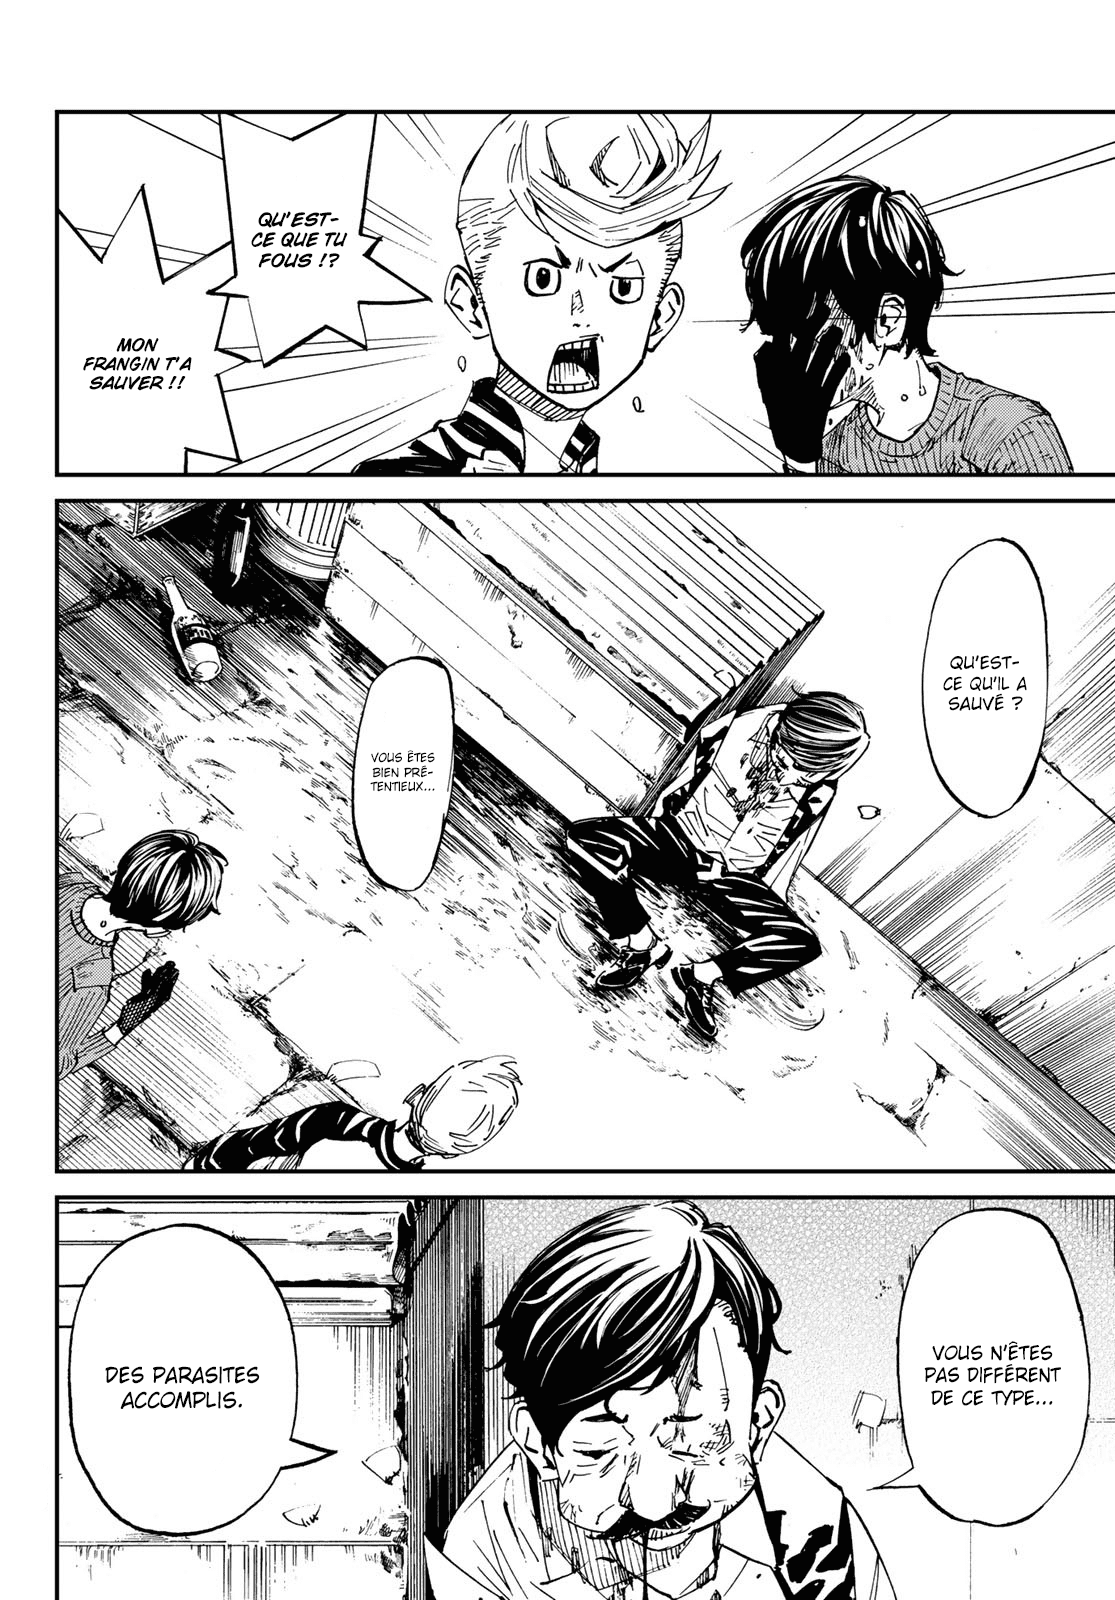 QU'EST-
CE QUE TU
FOUS !?
MON
FRANGIN T'A
SAUVER !!
QU'EST-
CE QU'IL A
SAUVÉ ?
VOUS ÊTES
BIEN PRÉ-
TENTIEUX...
VOUS N'ÊTES
PAS DIFFÉRENT
DE CE TYPE...
DES PARASITES
ACCOMPLIS.